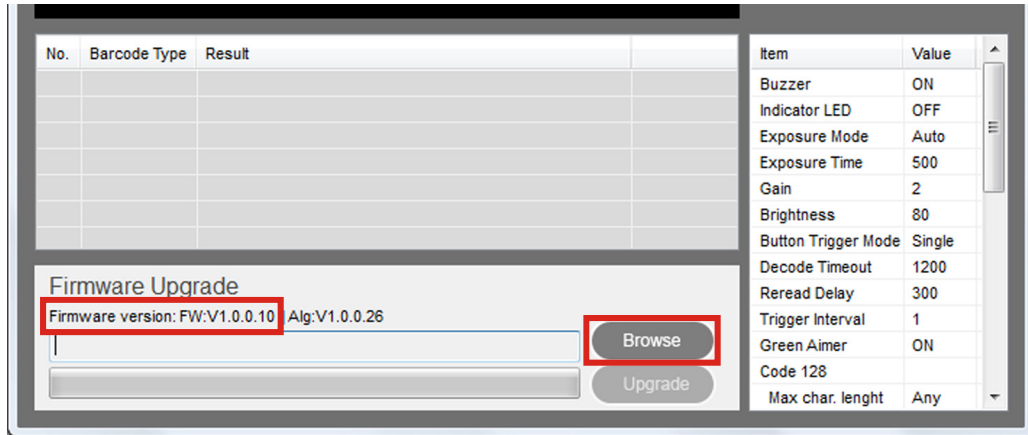 No. Barcode Type Result
Item Value
Buzzer ON
Indicator LED OFF
Exposure Mode Auto
Exposure Time 500
Gain 2
Brightness 80
Button Trigger Mode Single
Decode Timeout 1200
Reread Delay 300
Trigger Interval 1
Green Aimer ON
Code 128
Max char. lenght Any
Firmware Upgrade
Firmware version: FW:V1.0.0.10 | Alg:V1.0.0.26
Browse
Upgrade